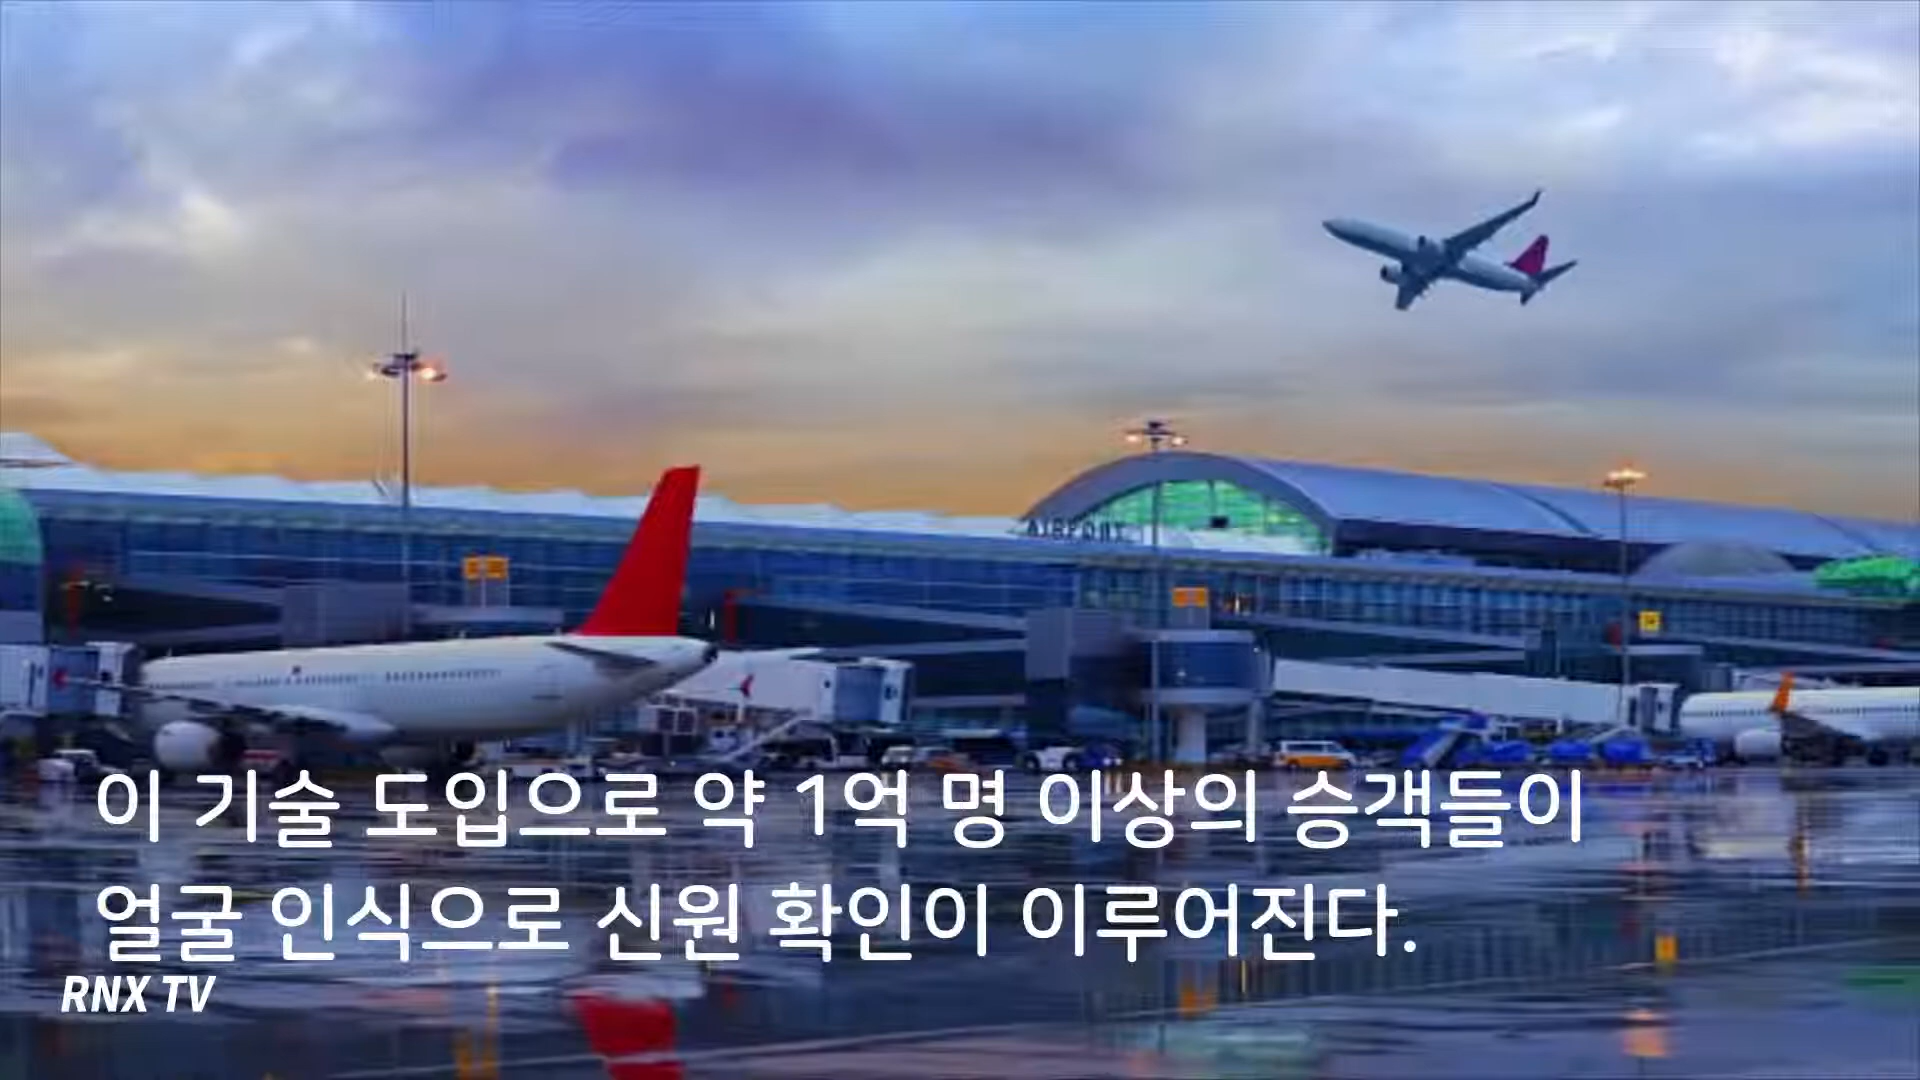 AIRPORT
이 기술 도입으로 약 1억 명 이상의 승객들이
얼굴 인식으로 신원 확인이 이루어진다.
RNX TV